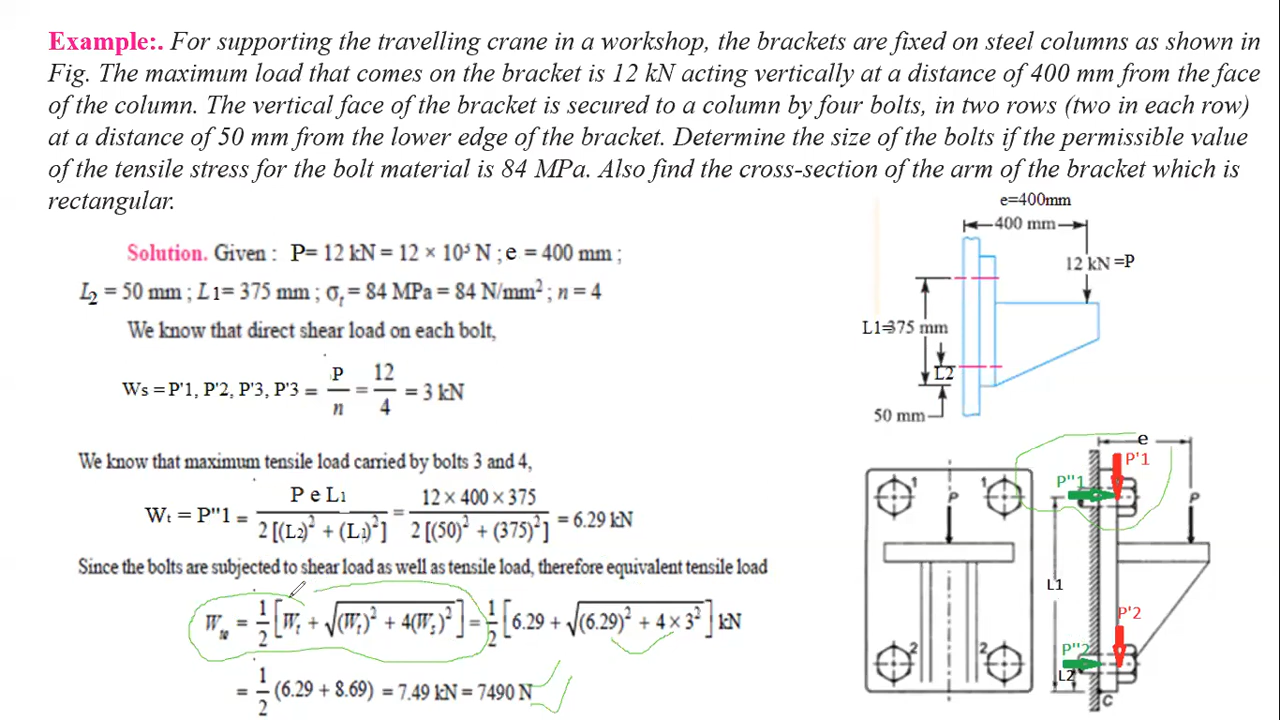 Example:. For supporting the travelling crane in a workshop, the brackets are fixed on steel columns as shown in
Fig. The maximum load that comes on the bracket is 12 kN acting vertically at a distance of 400 mm from the face
of the column. The vertical face of the bracket is secured to a column by four bolts, in two rows (two in each row)
at a distance of 50 mm from the lower edge of the bracket. Determine the size of the bolts if the permissible value
of the tensile stress for the bolt material is 84 MPa. Also find the cross-section of the arm of the bracket which is
rectangular.
Solution. Given : P= 12 kN = 12 × 10³ N ; e = 400 mm ;
L2 = 50 mm ; L1= 375 mm ; σt = 84 MPa = 84 N/mm² ; n = 4
We know that direct shear load on each bolt,
Ws = P'1, P'2, P'3, P'3 = P/n = 12/4 = 3 kN
We know that maximum tensile load carried by bolts 3 and 4,
Wt = P"1 = P e L1 / 2 [(L2)² + (L1)²] = 12 × 400 × 375 / 2 [(50)² + (375)²] = 6.29 kN
Since the bolts are subjected to shear load as well as tensile load, therefore equivalent tensile load
Wte = 1/2 [Wt + √(Wt)² + 4(Ws)²] = 1/2 [6.29 + √(6.29)² + 4 × 3²] kN
= 1/2 (6.29 + 8.69) = 7.49 kN = 7490 N
e=400mm
400 mm
12 kN =P
L1=375 mm
L2
50 mm
1
P
1
2
2
e
P'1
P"1
P
L1
P'2
P"2
L2
C